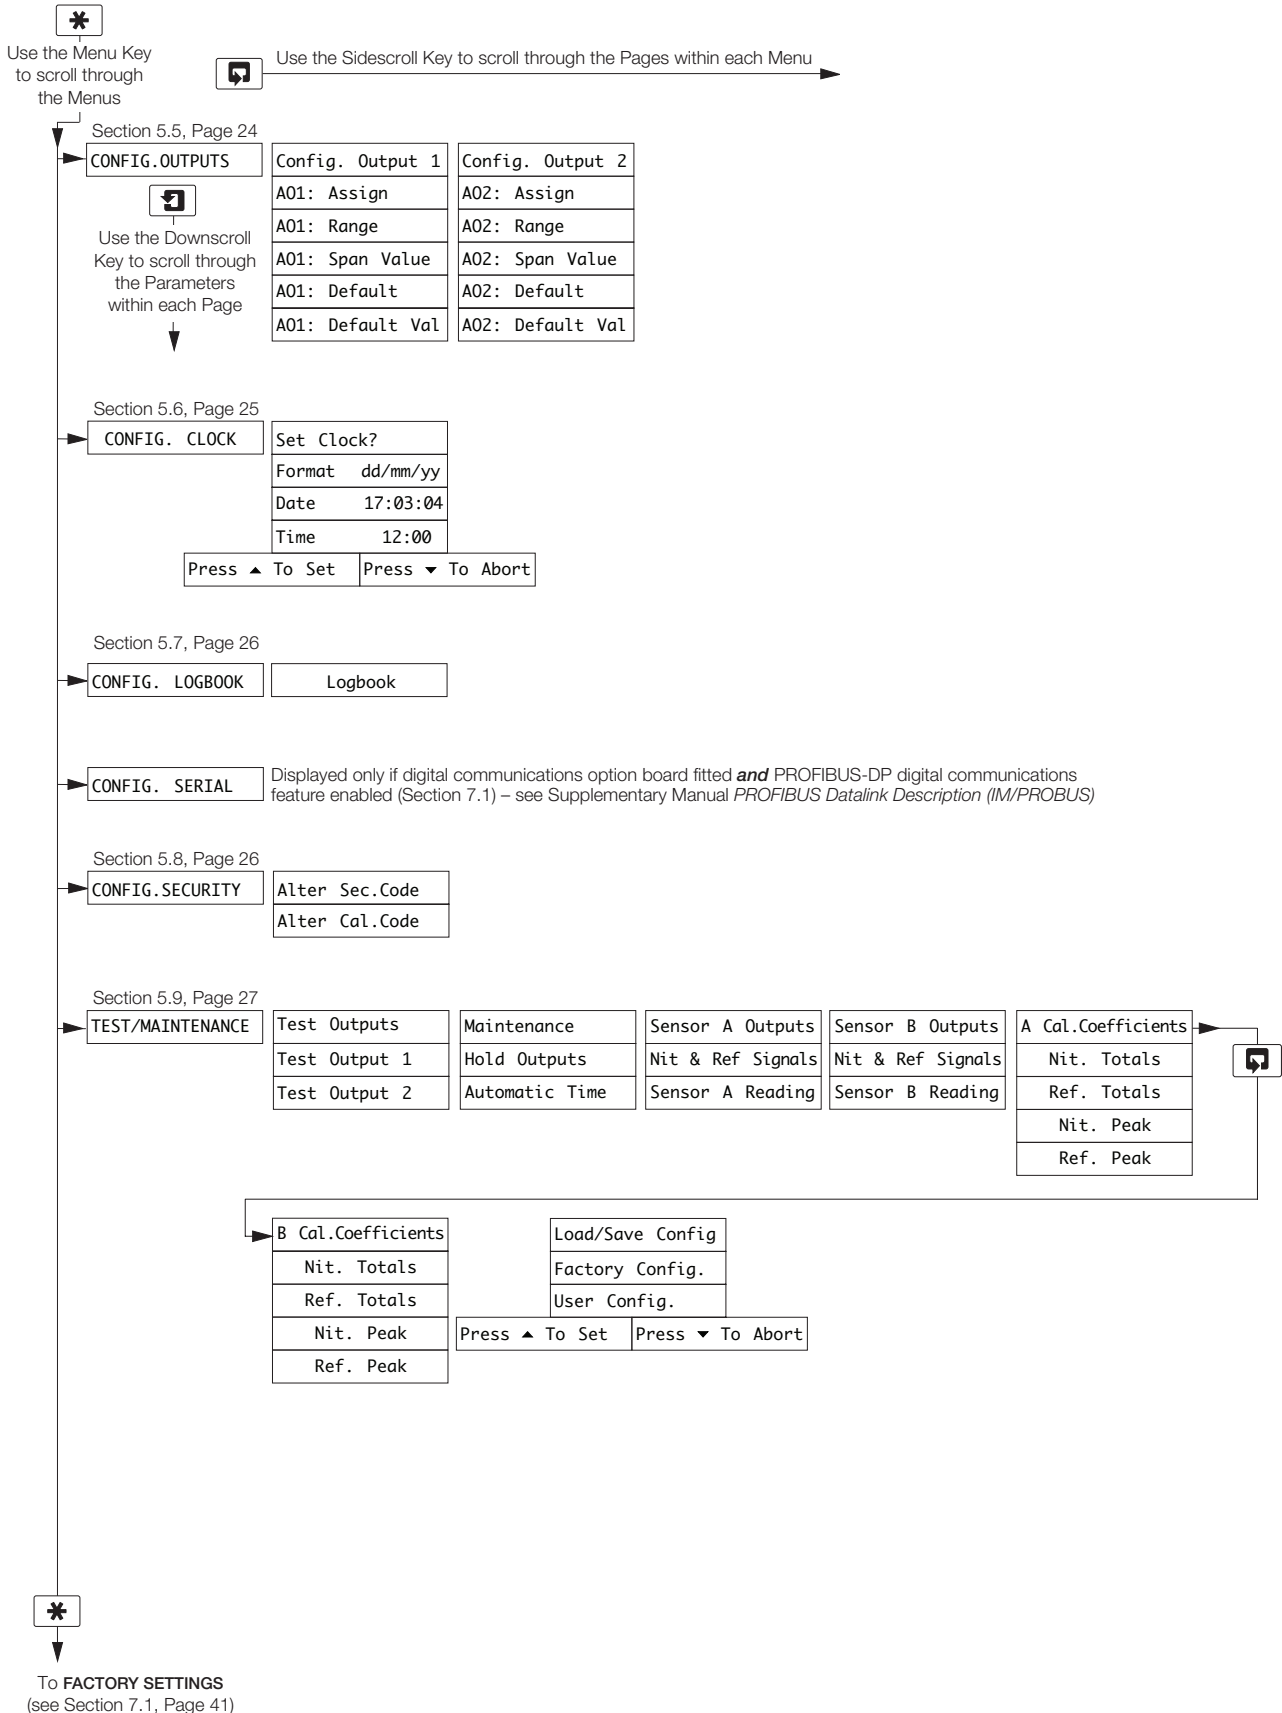 Use the Menu Key
to scroll through
the Menus
Use the Sidescroll Key to scroll through the Pages within each Menu
Section 5.5, Page 24
CONFIG.OUTPUTS
Use the Downscroll
Key to scroll through
the Parameters
within each Page
Config. Output 1
AO1: Assign
AO1: Range
AO1: Span Value
AO1: Default
AO1: Default Val
Config. Output 2
AO2: Assign
AO2: Range
AO2: Span Value
AO2: Default
AO2: Default Val
Section 5.6, Page 25
CONFIG. CLOCK
Set Clock?
Format dd/mm/yy
Date 17:03:04
Time 12:00
Press ▲ To Set
Press ▼ To Abort
Section 5.7, Page 26
CONFIG. LOGBOOK
Logbook
CONFIG. SERIAL
Displayed only if digital communications option board fitted and PROFIBUS-DP digital communications
feature enabled (Section 7.1) – see Supplementary Manual PROFIBUS Datalink Description (IM/PROBUS)
Section 5.8, Page 26
CONFIG.SECURITY
Alter Sec.Code
Alter Cal.Code
Section 5.9, Page 27
TEST/MAINTENANCE
Test Outputs
Test Output 1
Test Output 2
Maintenance
Hold Outputs
Automatic Time
Sensor A Outputs
Nit & Ref Signals
Sensor A Reading
Sensor B Outputs
Nit & Ref Signals
Sensor B Reading
A Cal.Coefficients
Nit. Totals
Ref. Totals
Nit. Peak
Ref. Peak
B Cal.Coefficients
Nit. Totals
Ref. Totals
Nit. Peak
Ref. Peak
Load/Save Config
Factory Config.
User Config.
Press ▲ To Set
Press ▼ To Abort
To FACTORY SETTINGS
(see Section 7.1, Page 41)